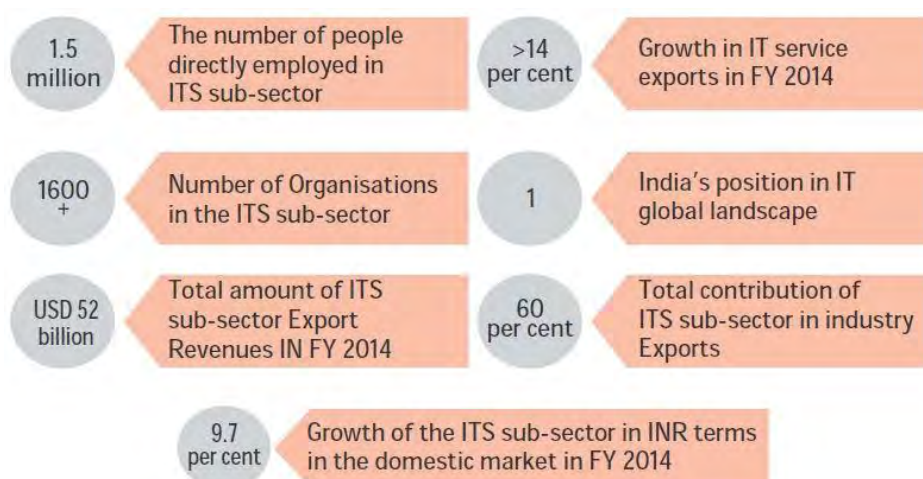 1.5
million
The number of people
directly employed in
ITS sub-sector
>14
per cent
Growth in IT service
exports in FY 2014
1600
+
Number of Organisations
in the ITS sub-sector
1
India's position in IT
global landscape
USD 52
billion
Total amount of ITS
sub-sector Export
Revenues IN FY 2014
60
per cent
Total contribution of
ITS sub-sector in industry
Exports
9.7
per cent
Growth of the ITS sub-sector in INR terms
in the domestic market in FY 2014